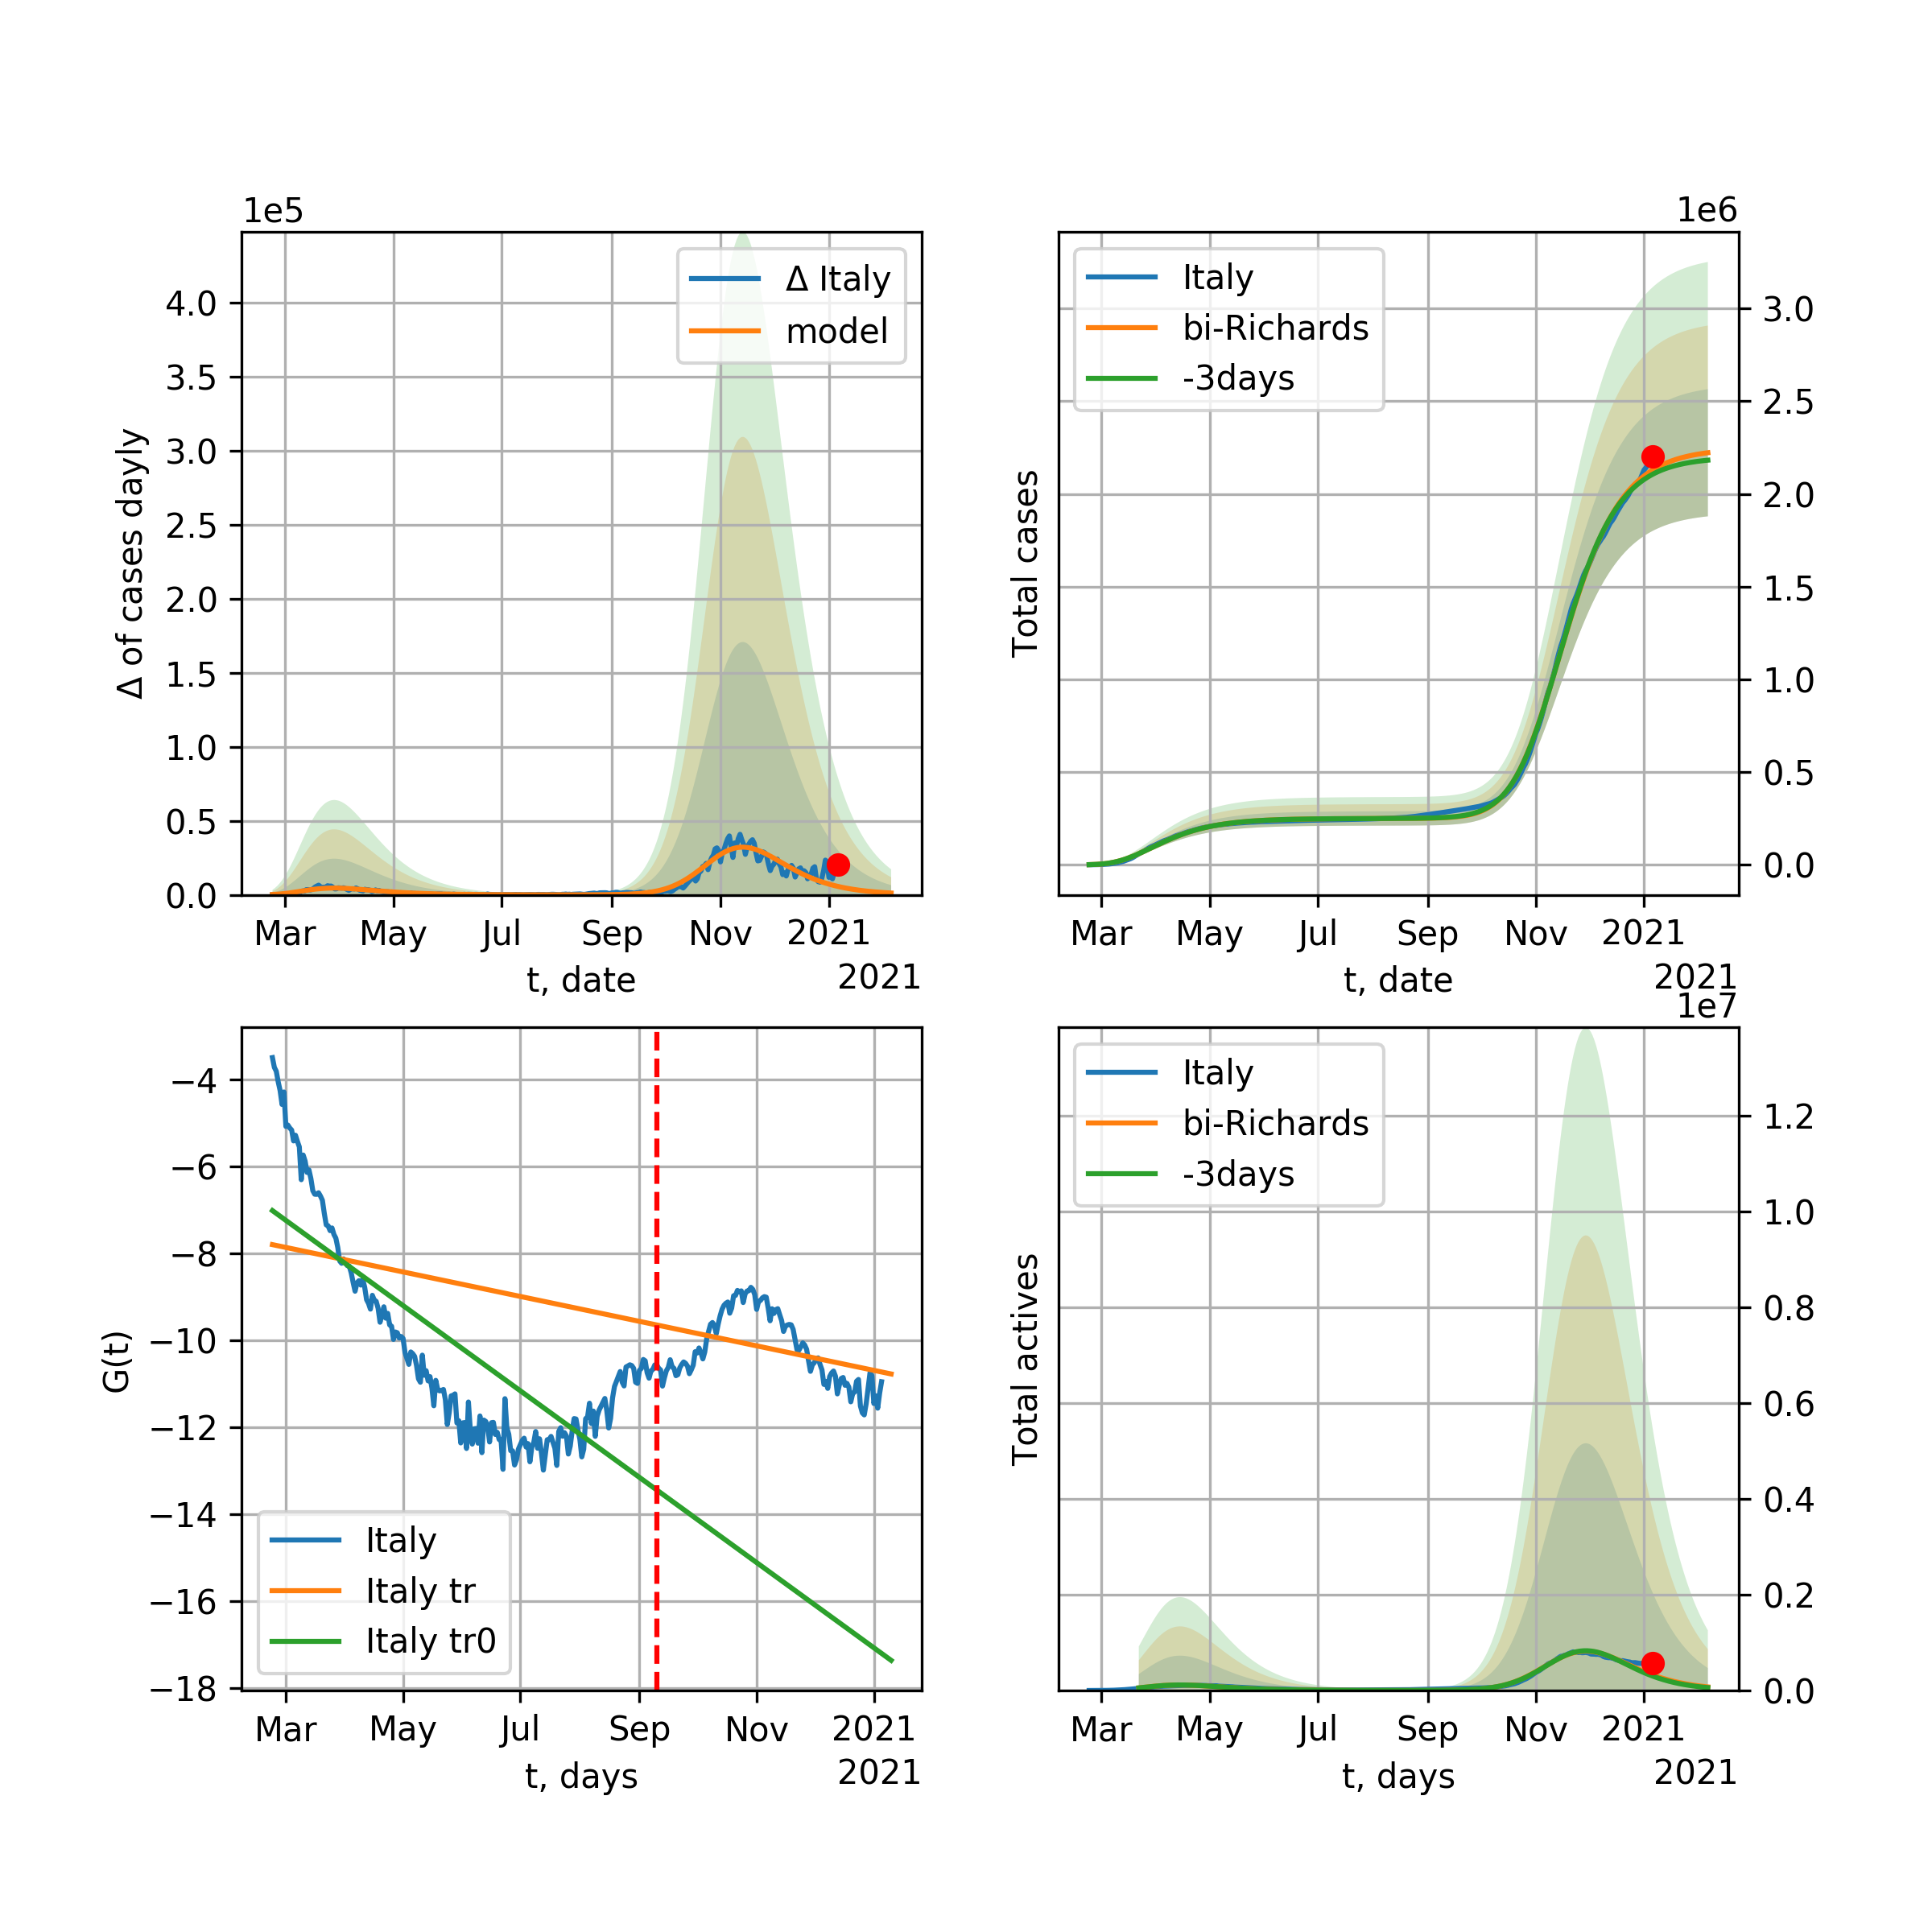 1e5
Δ of cases dayly
4.0
3.5
3.0
2.5
2.0
1.5
1.0
0.5
0.0
Δ Italy
model
Mar May Jul Sep Nov 2021
t, date
2021
1e6
Total cases
Italy
bi-Richards
-3days
3.0
2.5
2.0
1.5
1.0
0.5
0.0
Mar May Jul Sep Nov 2021
t, date
2021
G(t)
−4
−6
−8
−10
−12
−14
−16
−18
Italy
Italy tr
Italy tr0
Mar May Jul Sep Nov 2021
t, days
2021
1e7
Total actives
Italy
bi-Richards
-3days
1.2
1.0
0.8
0.6
0.4
0.2
0.0
Mar May Jul Sep Nov 2021
t, days
2021